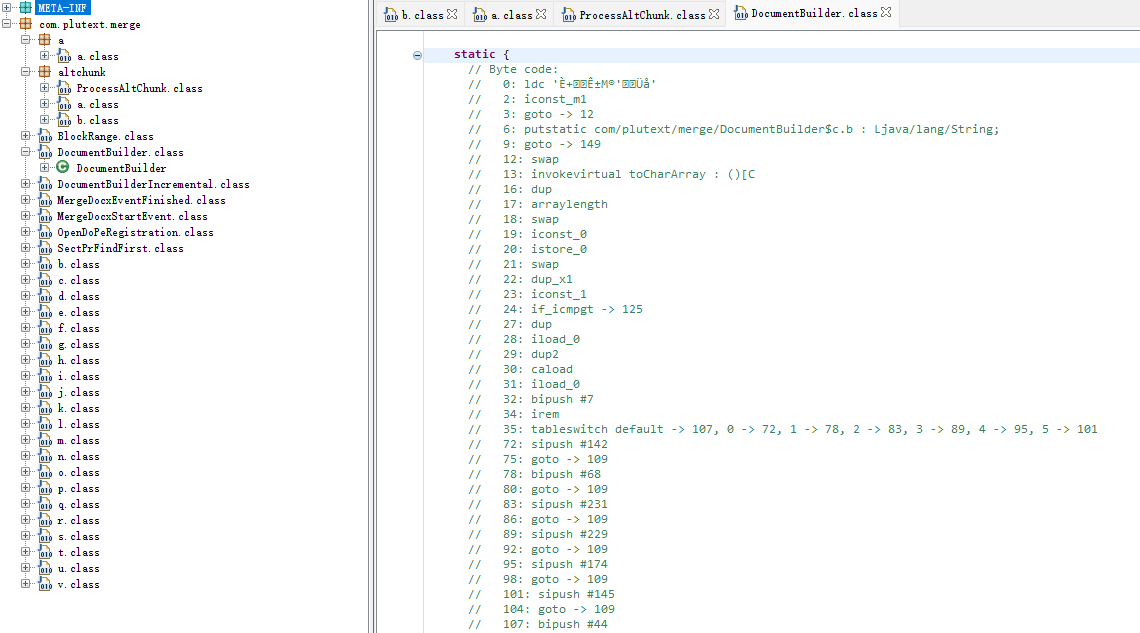 META-INF
com.plutext.merge
a
a.class
altchunk
ProcessAltChunk.class
a.class
b.class
BlockRange.class
DocumentBuilder.class
DocumentBuilder
DocumentBuilderIncremental.class
MergeDocxEventFinished.class
MergeDocxStartEvent.class
OpenDoPeRegistration.class
SectPrFindFirst.class
b.class
c.class
d.class
e.class
f.class
g.class
h.class
i.class
j.class
k.class
l.class
m.class
n.class
o.class
p.class
q.class
r.class
s.class
t.class
u.class
v.class
b.class
a.class
ProcessAltChunk.class
DocumentBuilder.class
static {
// Byte code:
//   0: ldc
//   2: iconst_m1
//   3: goto -> 12
//   6: putstatic com/plutext/merge/DocumentBuilder$c.b : Ljava/lang/String;
//   9: goto -> 149
//   12: swap
//   13: invokevirtual toCharArray : ()[C
//   16: dup
//   17: arraylength
//   18: swap
//   19: iconst_0
//   20: istore_0
//   21: swap
//   22: dup_x1
//   23: iconst_1
//   24: if_icmpgt -> 125
//   27: dup
//   28: iload_0
//   29: dup2
//   30: caload
//   31: iload_0
//   32: bipush #7
//   34: irem
//   35: tableswitch default -> 107, 0 -> 72, 1 -> 78, 2 -> 83, 3 -> 89, 4 -> 95, 5 -> 101
//   72: sipush #142
//   75: goto -> 109
//   78: bipush #68
//   80: goto -> 109
//   83: sipush #231
//   86: goto -> 109
//   89: sipush #229
//   92: goto -> 109
//   95: sipush #174
//   98: goto -> 109
//   101: sipush #145
//   104: goto -> 109
//   107: bipush #44